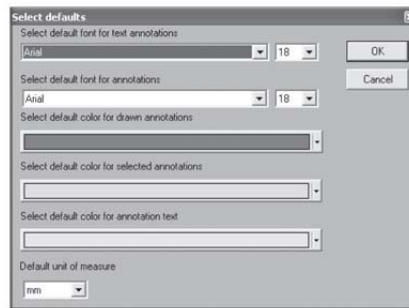 Select defaults
Select default font for text annotations
Arial 18 OK
Select default font for annotations Cancel
Arial 18
Select default color for drawn annotations
Select default color for selected annotations
Select default color for annotation text
Default unit of measure
mm